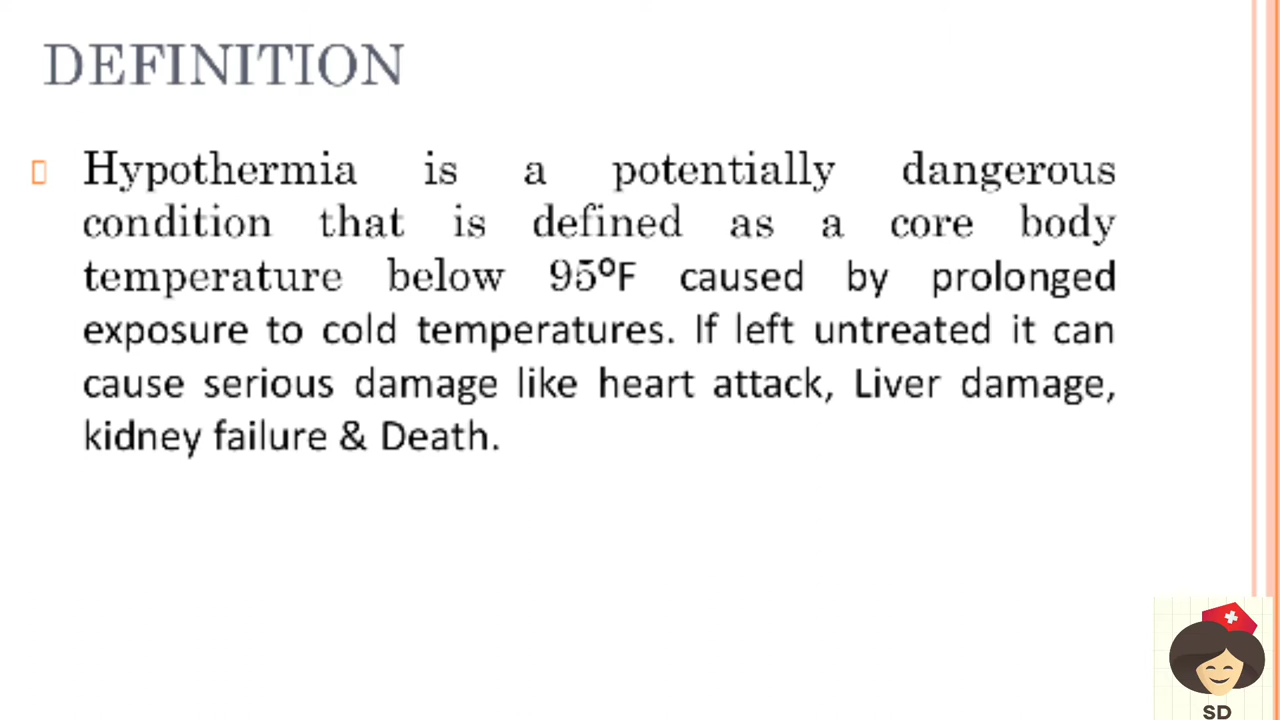 DEFINITION
Hypothermia is a potentially dangerous
condition that is defined as a core body
temperature below 95⁰F caused by prolonged
exposure to cold temperatures. If left untreated it can
cause serious damage like heart attack, Liver damage,
kidney failure & Death.
SD